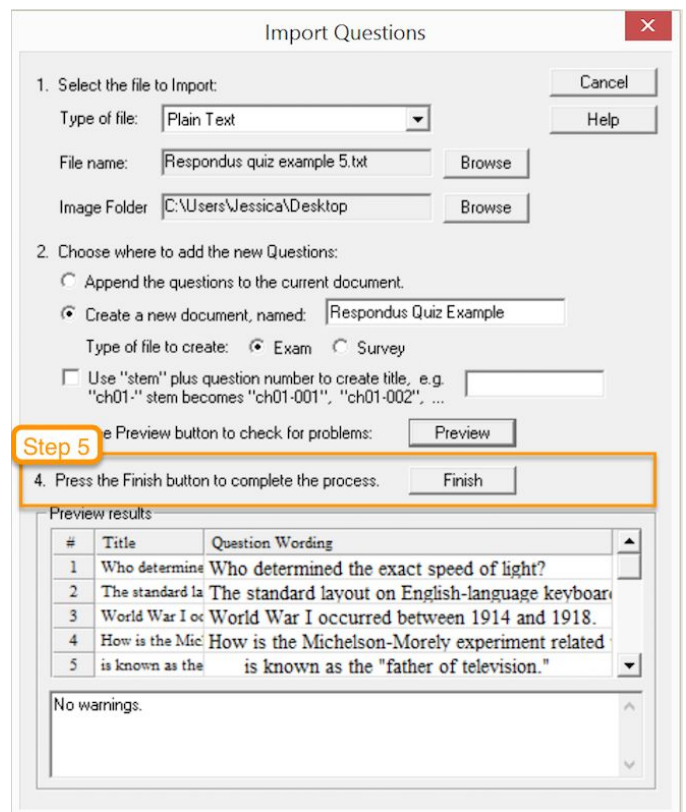 Import Questions
1. Select the file to Import:
Cancel
Type of file: Plain Text
Help
File name: Respondus quiz example 5.txt Browse
Image Folder C:\Users\Jessica\Desktop Browse
2. Choose where to add the new Questions:
Append the questions to the current document.
Create a new document, named: Respondus Quiz Example
Type of file to create: Exam Survey
Use "stem" plus question number to create title, e.g.
"ch01-" stem becomes "ch01-001", "ch01-002", ...
e Preview button to check for problems: Preview
Step 5
4. Press the Finish button to complete the process. Finish
Preview results
# Title Question Wording
1 Who determine Who determined the exact speed of light?
2 The standard la The standard layout on English-language keyboar
3 World War I oc World War I occurred between 1914 and 1918.
4 How is the Mic How is the Michelson-Morely experiment related
5 is known as the is known as the "father of television."
No warnings.